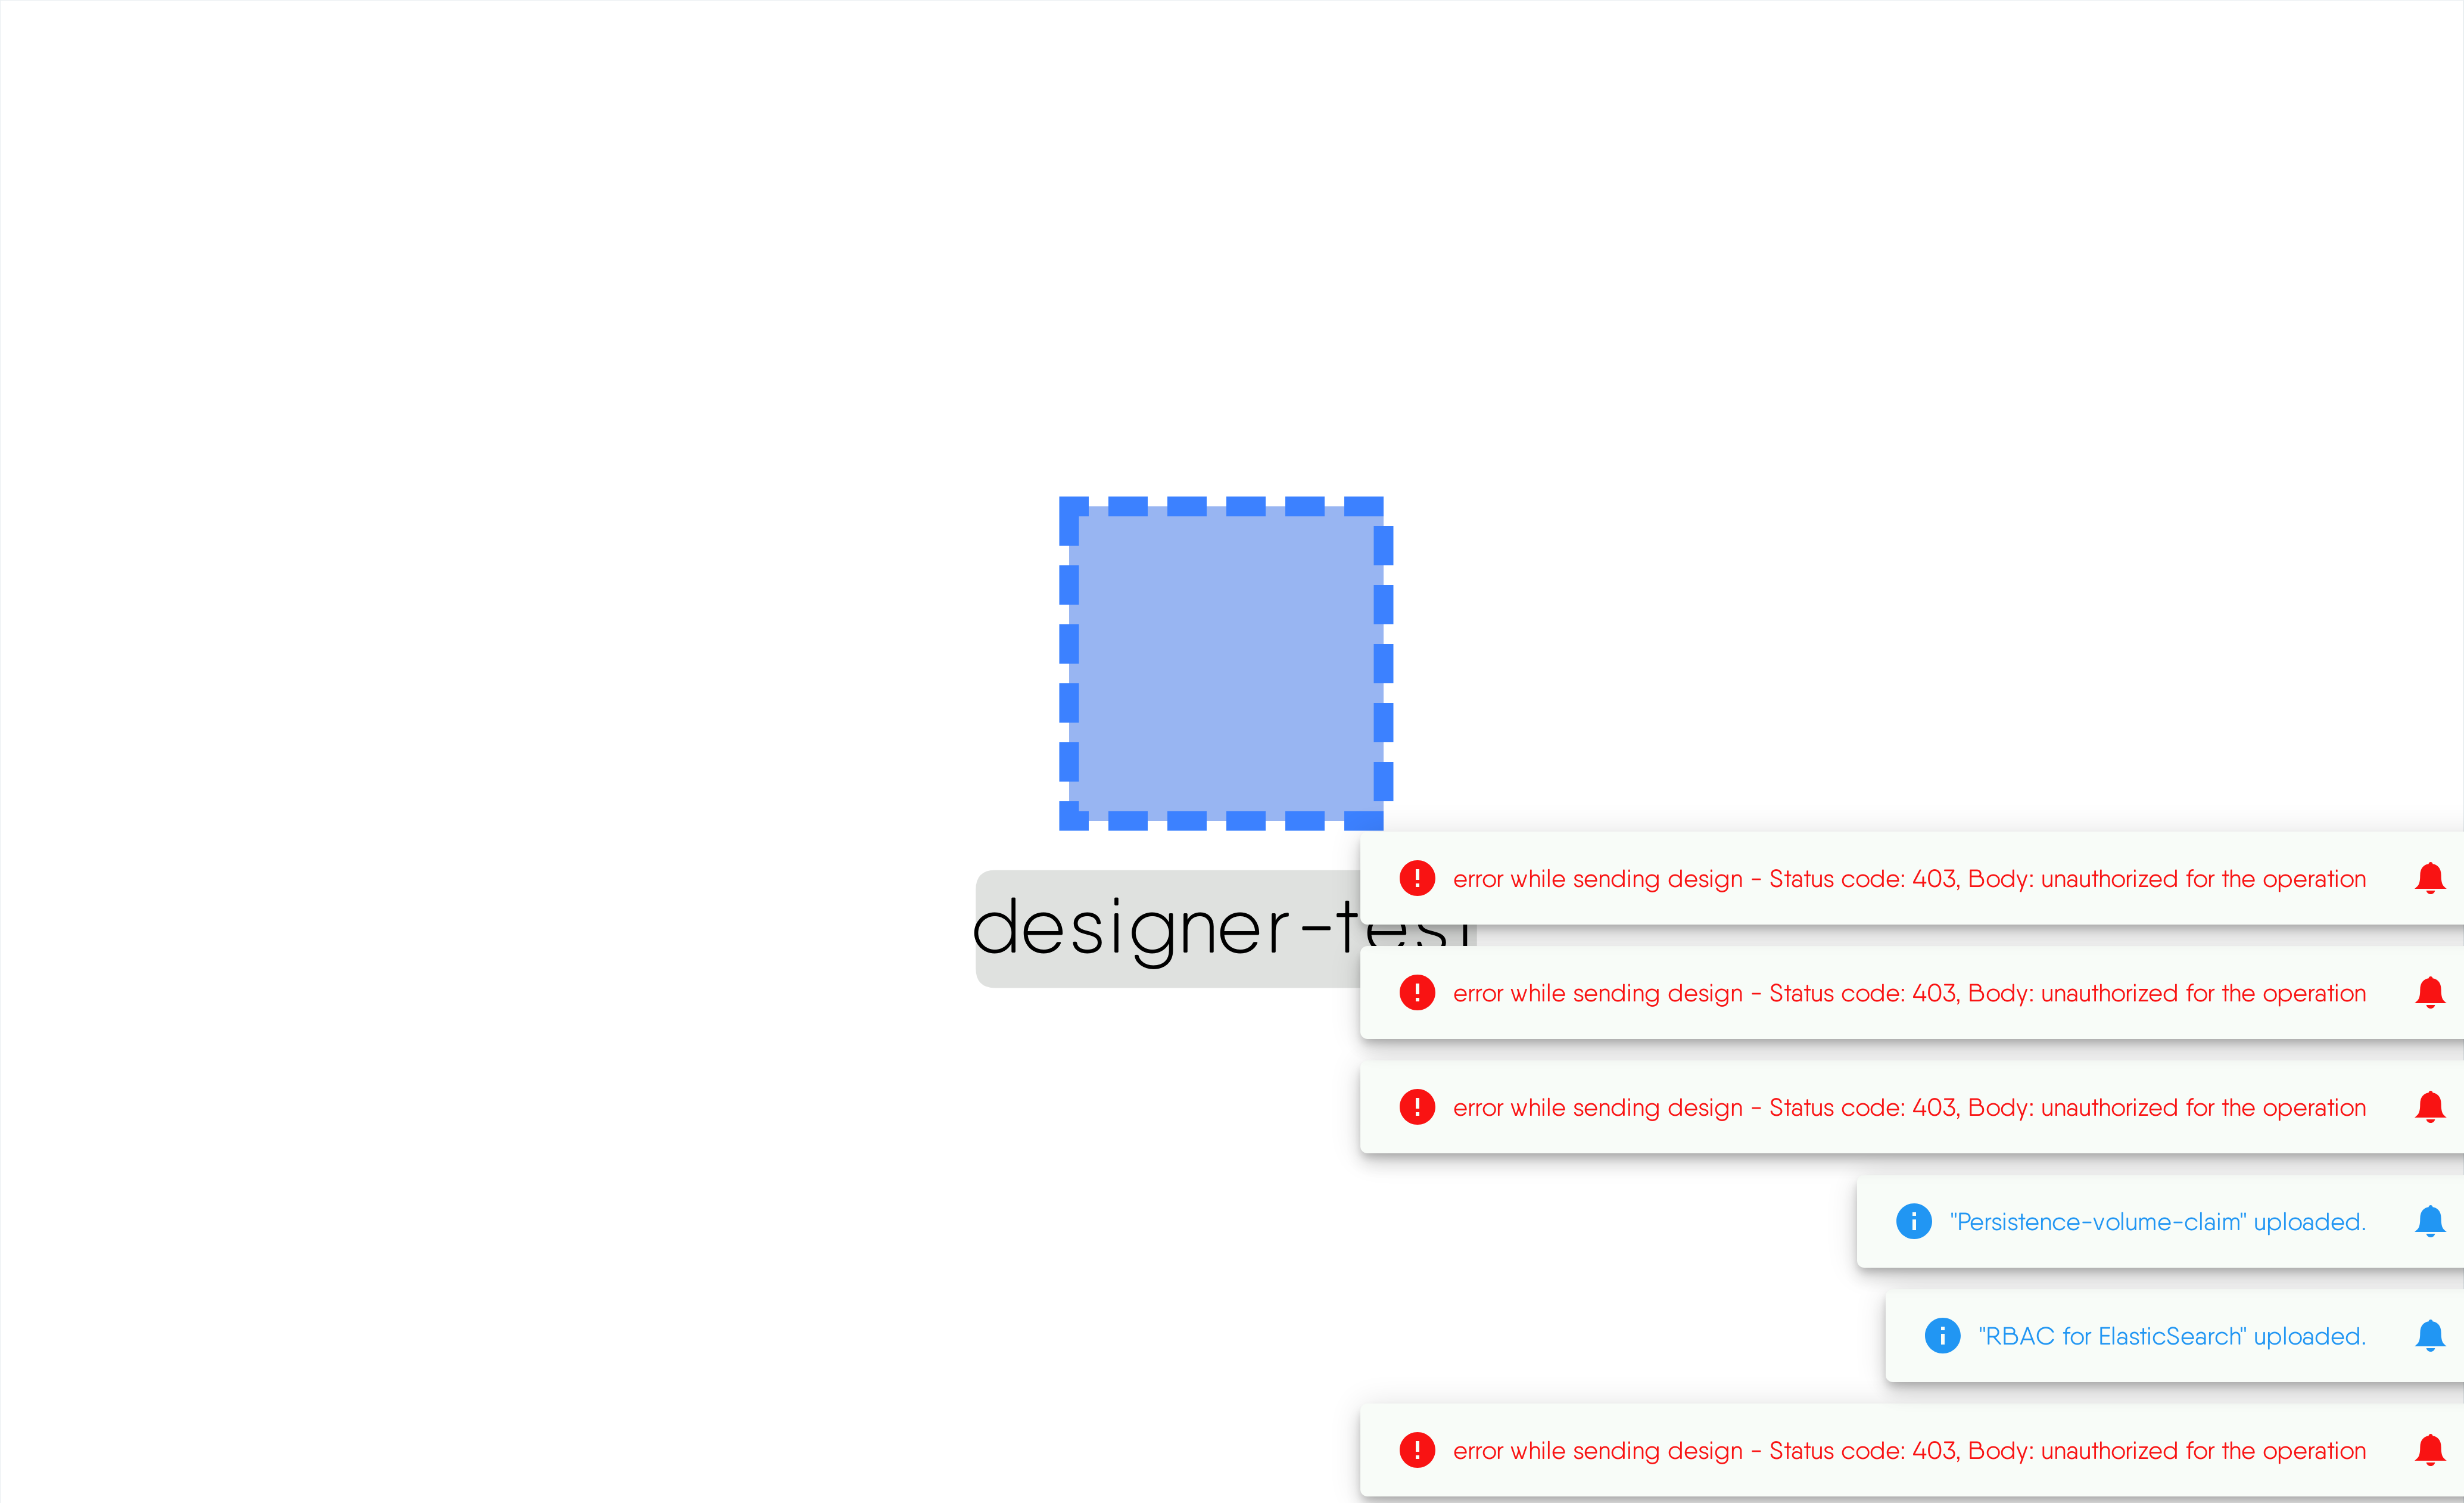 error while sending design - Status code: 403, Body: unauthorized for the operation
designer-test
error while sending design - Status code: 403, Body: unauthorized for the operation
error while sending design - Status code: 403, Body: unauthorized for the operation
"Persistence-volume-claim" uploaded.
"RBAC for ElasticSearch" uploaded.
error while sending design - Status code: 403, Body: unauthorized for the operation